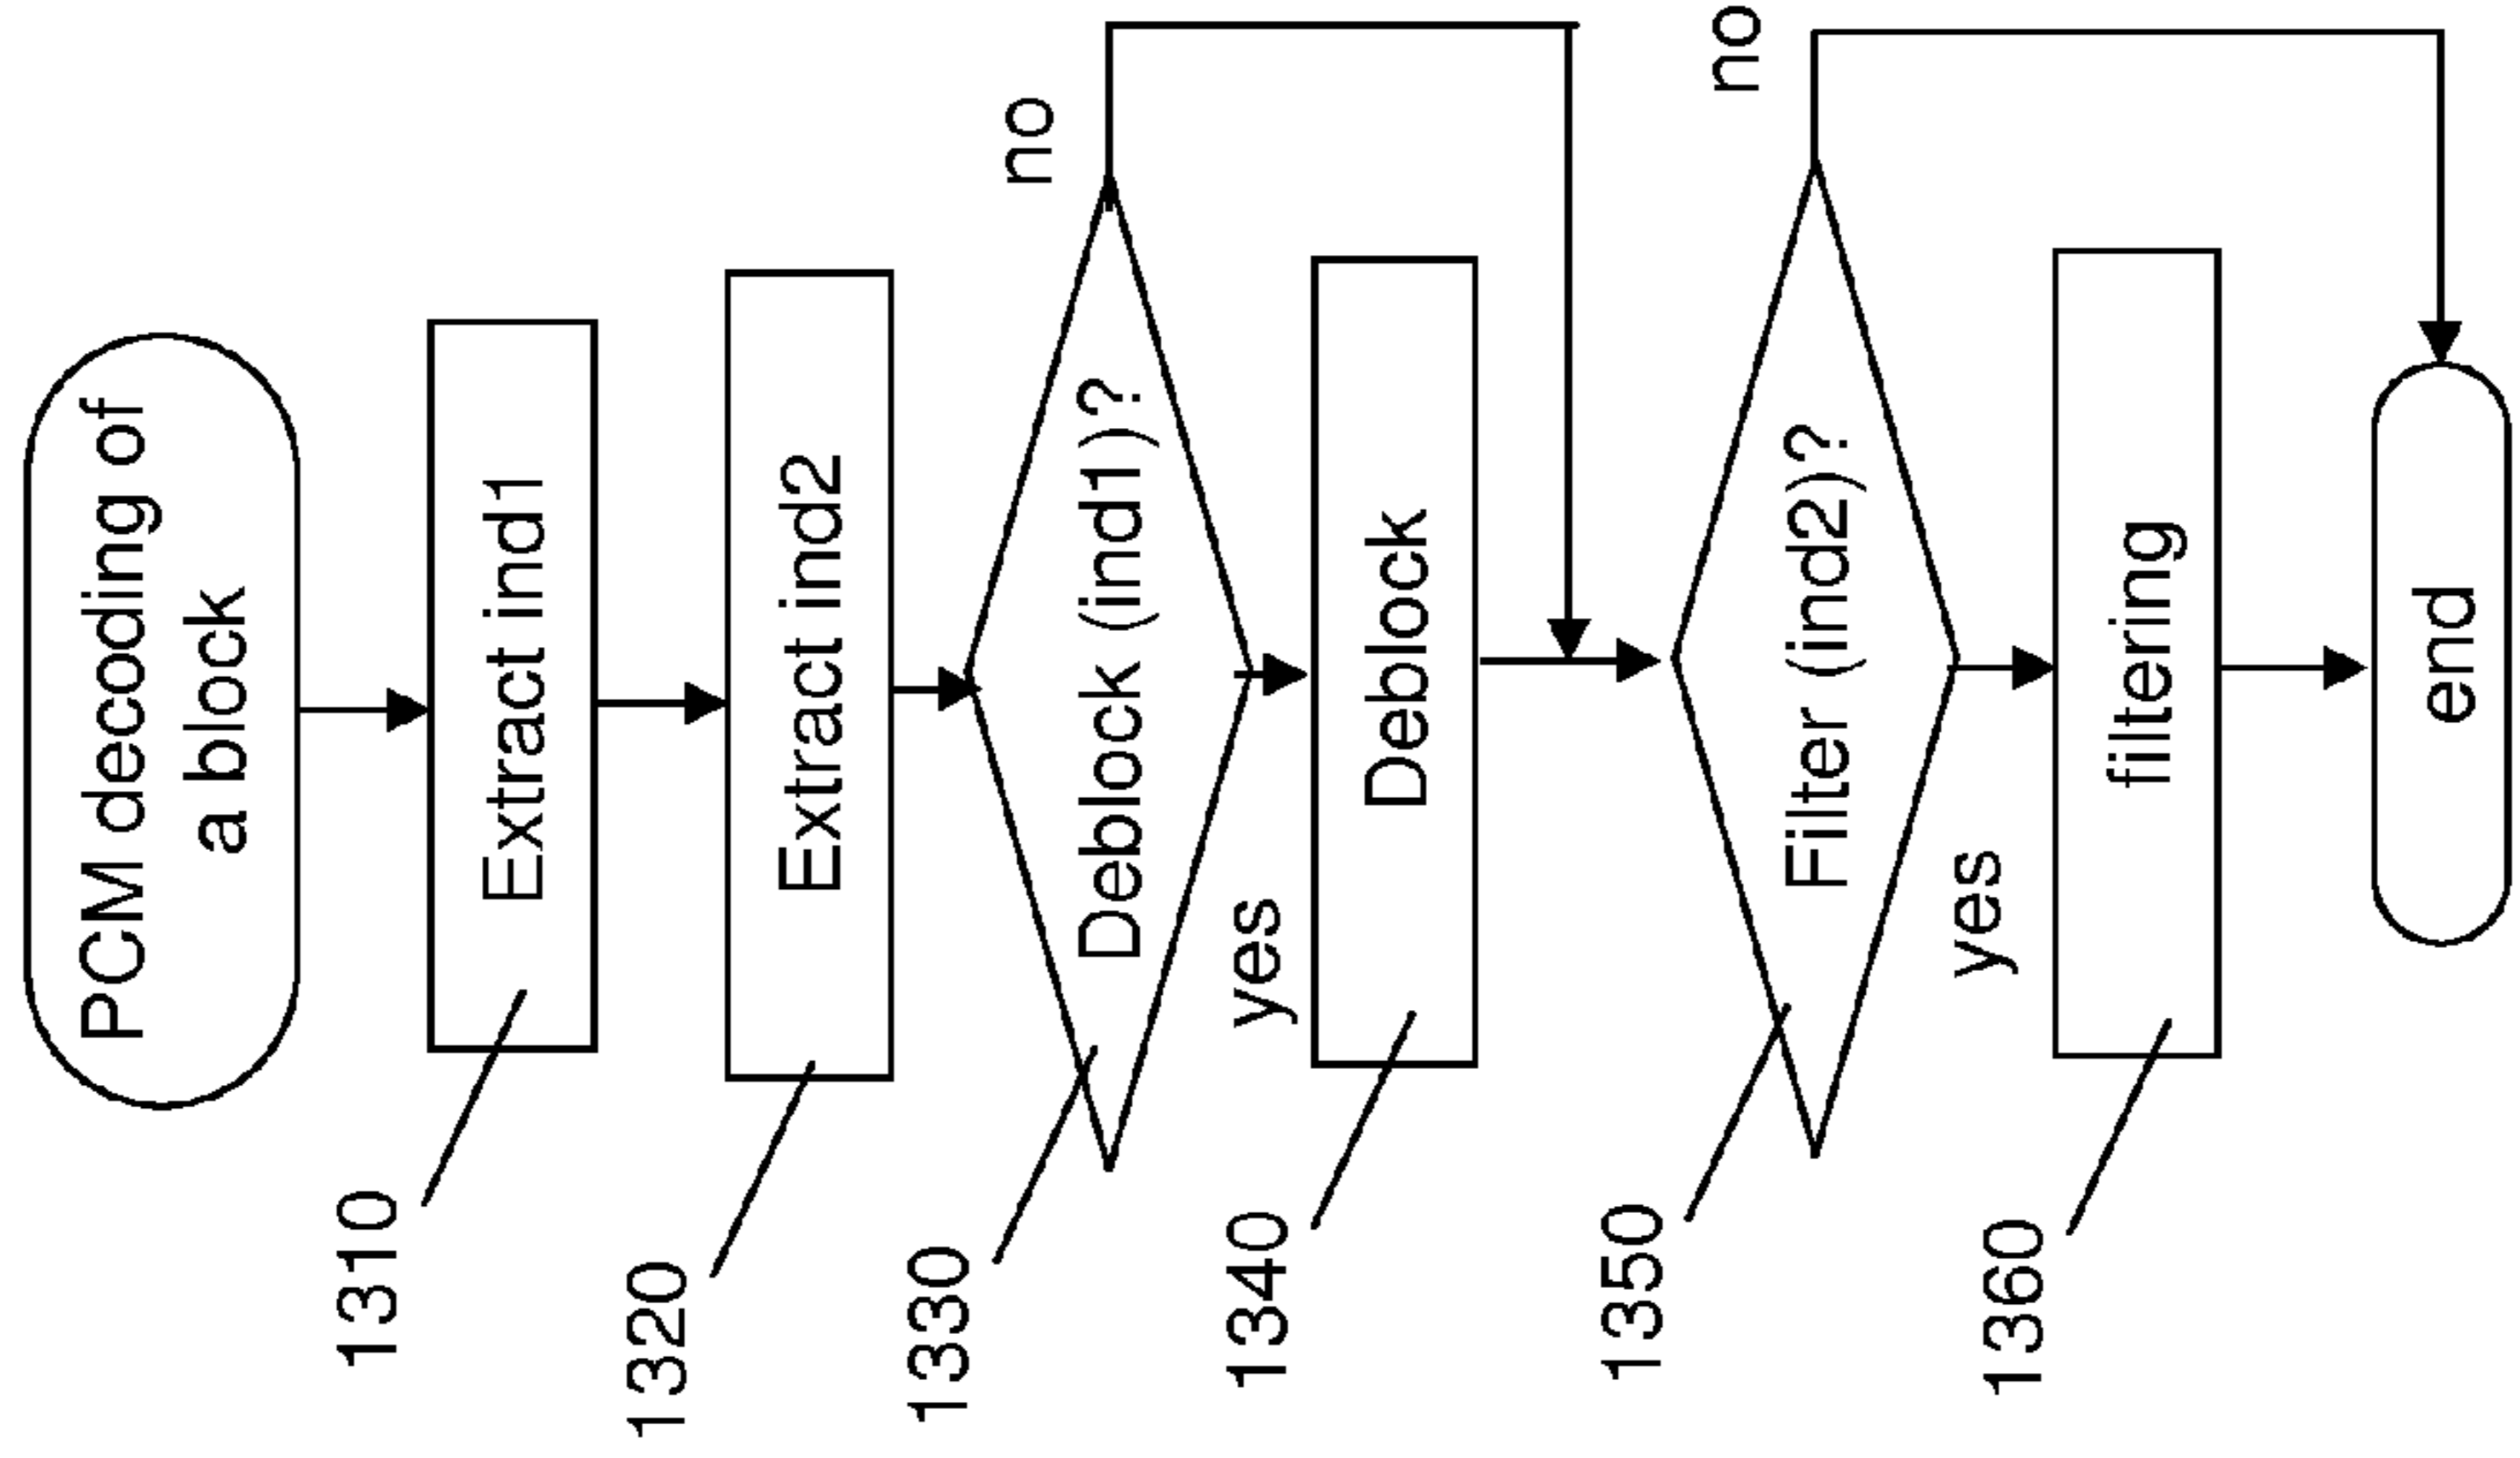 PCM decoding of
a block
1310
Extract ind1
1320
Extract ind2
1330
Deblock (ind1)?
no
yes
1340
Deblock
1350
Filter (ind2)?
no
yes
1360
filtering
end